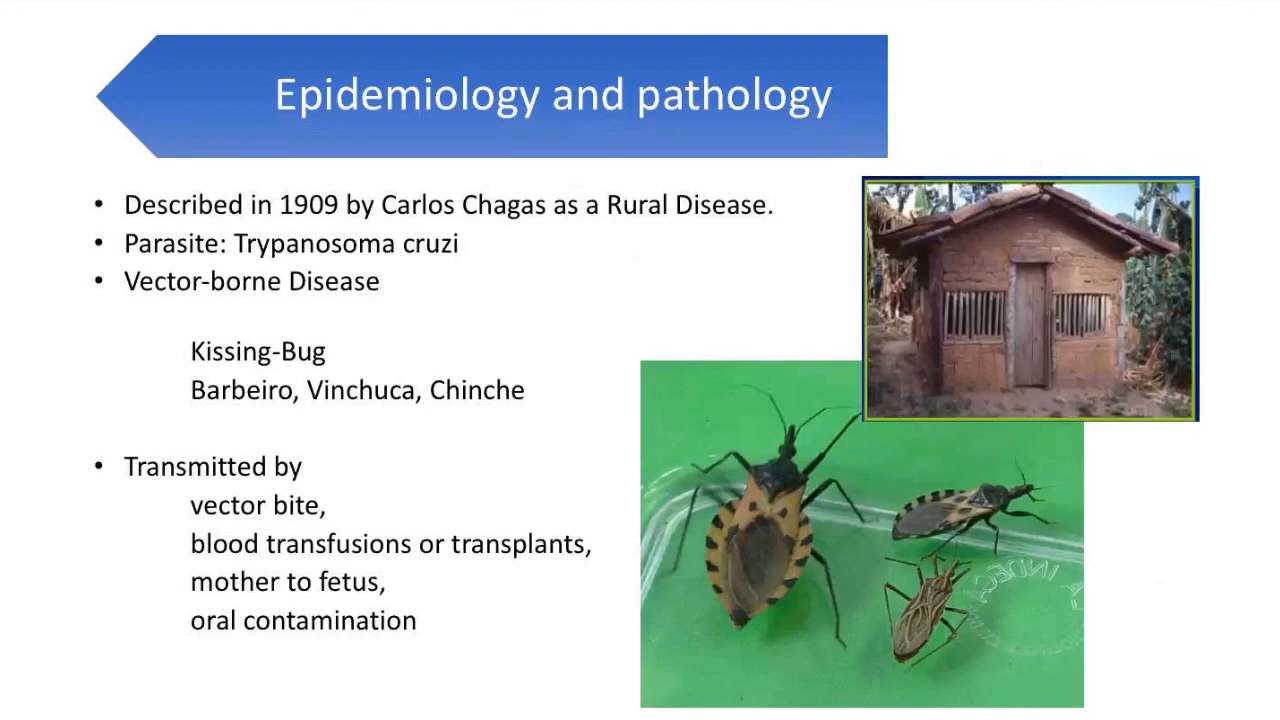 Epidemiology and pathology
• Described in 1909 by Carlos Chagas as a Rural Disease.
• Parasite: Trypanosoma cruzi
• Vector-borne Disease
Kissing-Bug
Barbeiro, Vinchuca, Chinche
• Transmitted by
vector bite,
blood transfusions or transplants,
mother to fetus,
oral contamination